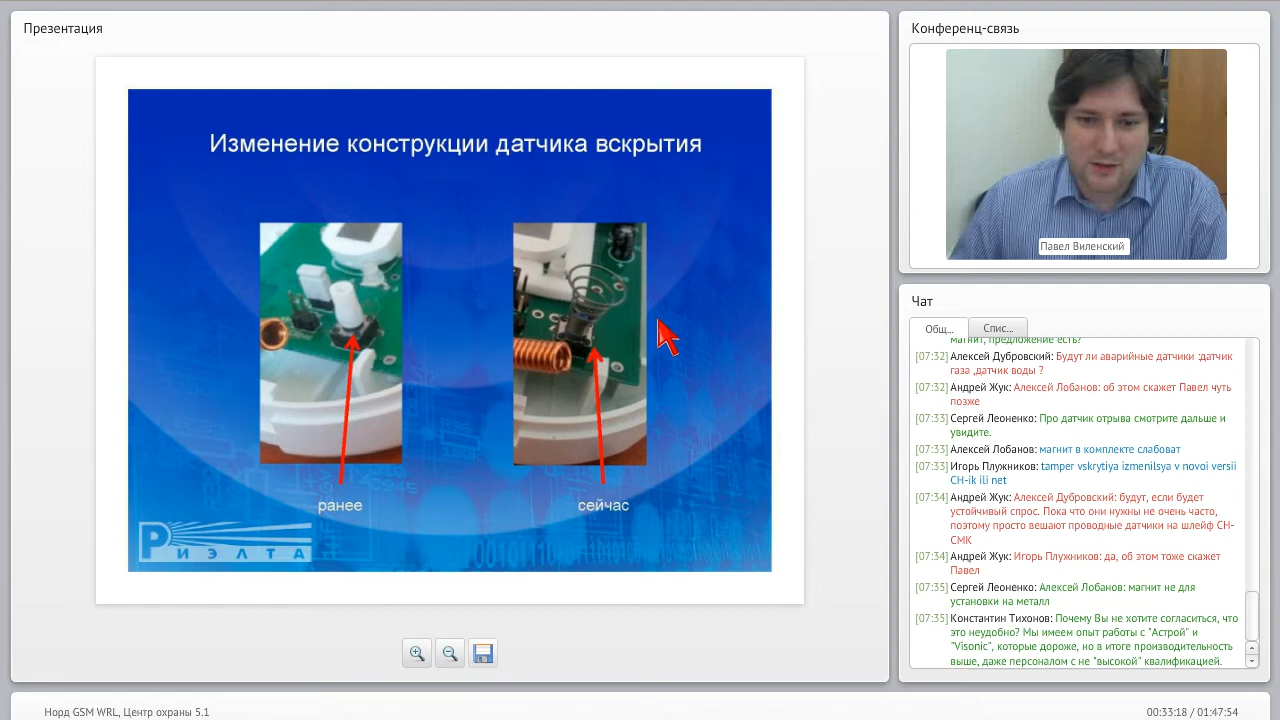 Презентация
Изменение конструкции датчика вскрытия
ранее
сейчас
РИЭЛТА
Конференц-связь
Павел Виленский
Чат
Общ...
Спис...
магнит, предложение есть?
[07:32] Алексей Дубровский: Будут ли аварийные датчики :датчик
газа ,датчик воды ?
[07:32] Андрей Жук: Алексей Лобанов: об этом скажет Павел чуть
позже
[07:33] Сергей Леоненко: Про датчик отрыва смотрите дальше и
увидите.
[07:33] Алексей Лобанов: магнит в комплекте слабоват
[07:33] Игорь Плужников: tamper vskrytiya izmenilsya v novoi versii
CH-ik ili net
[07:34] Андрей Жук: Алексей Дубровский: будут, если будет
устойчивый спрос. Пока что они нужны не очень часто,
поэтому просто вешают проводные датчики на шлейф СН-
СМК
[07:34] Андрей Жук: Игорь Плужников: да, об этом тоже скажет
Павел
[07:35] Сергей Леоненко: Алексей Лобанов: магнит не для
установки на металл
[07:35] Константин Тихонов: Почему Вы не хотите согласиться, что
это неудобно? Мы имеем опыт работы с "Астрой" и
"Visonic", которые дороже, но в итоге производительность
выше, даже персоналом с не "высокой" квалификацией.
Норд GSM WRL, Центр охраны 5.1
00:33:18 / 01:47:54